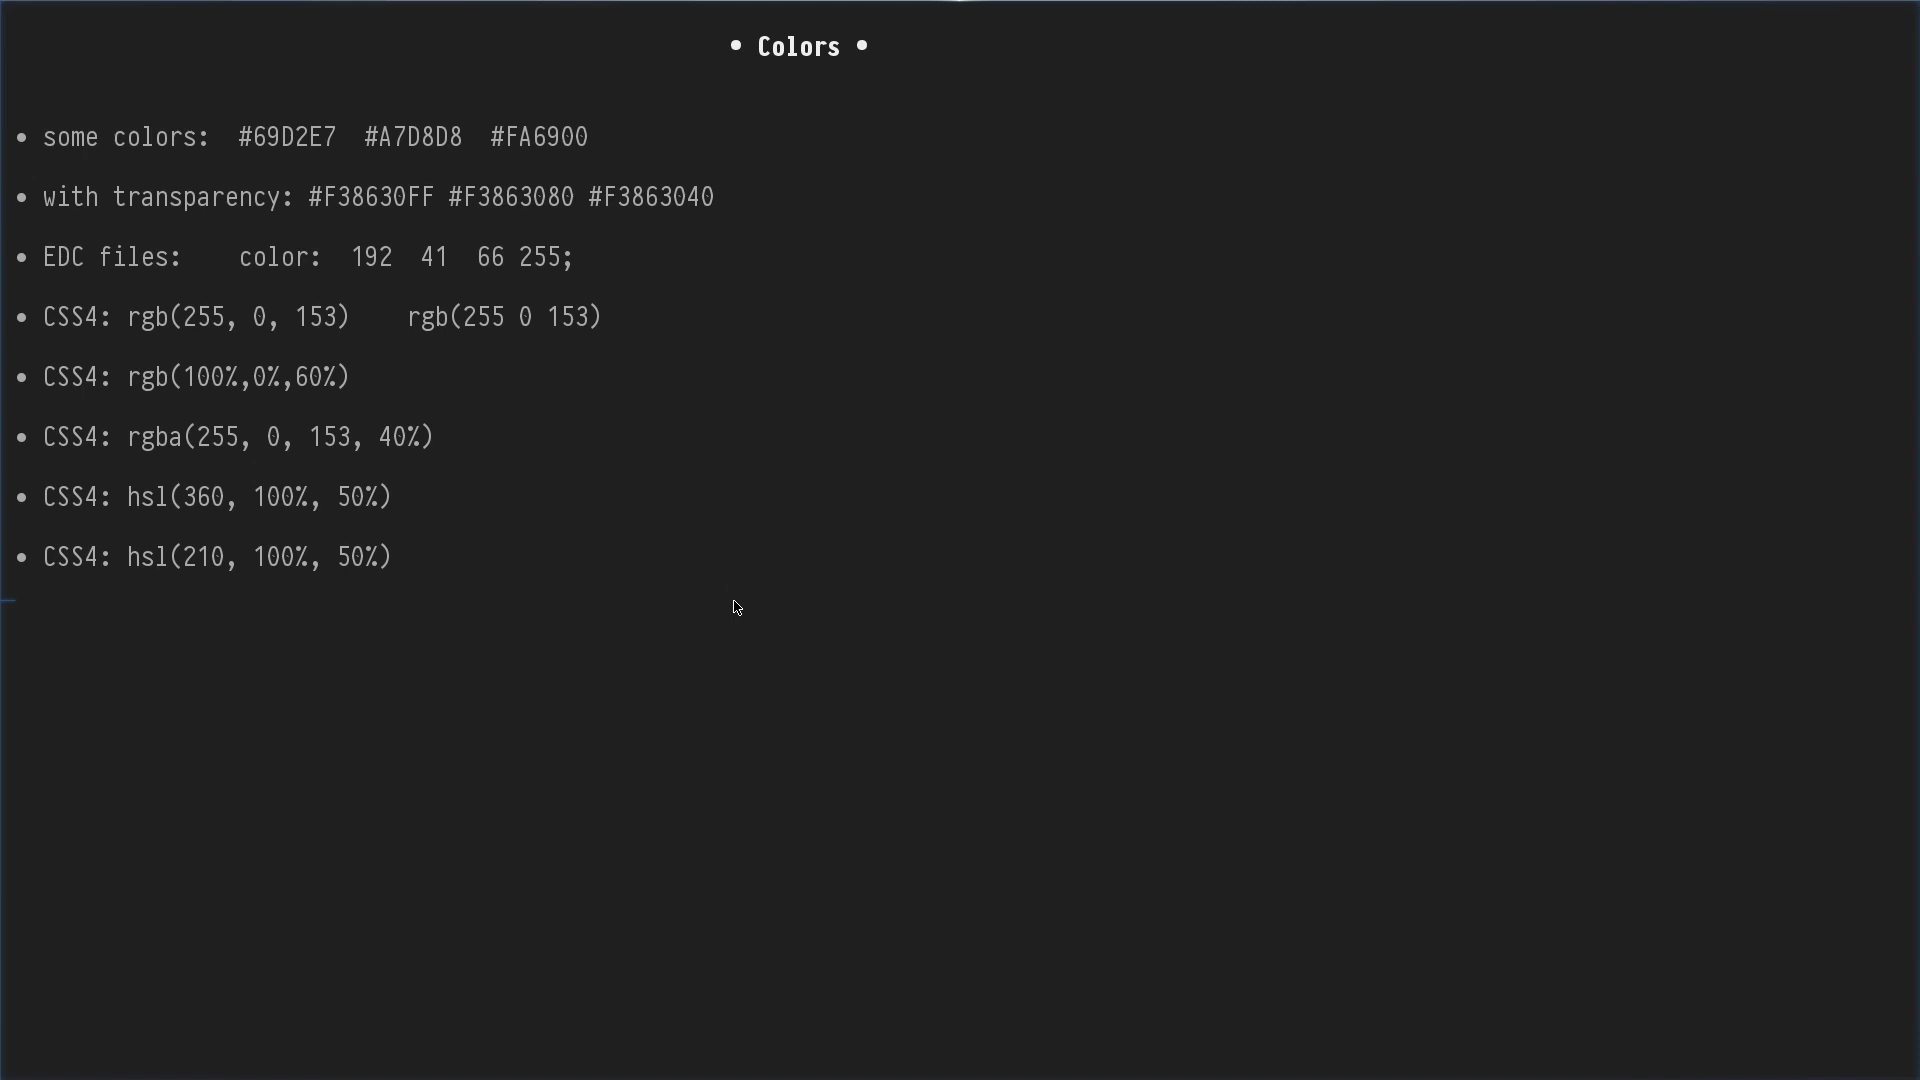 • Colors •
• some colors:  #69D2E7  #A7D8D8  #FA6900
• with transparency: #F38630FF #F3863080 #F3863040
• EDC files:    color:  192  41  66 255;
• CSS4: rgb(255, 0, 153)    rgb(255 0 153)
• CSS4: rgb(100%,0%,60%)
• CSS4: rgba(255, 0, 153, 40%)
• CSS4: hsl(360, 100%, 50%)
• CSS4: hsl(210, 100%, 50%)